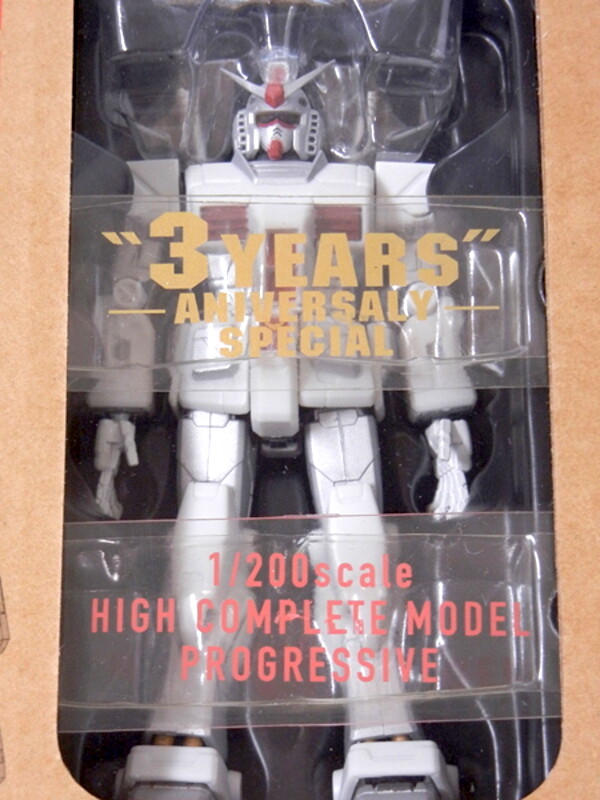 "3 YEARS"
ANIVERSALY
SPECIAL
1/200scale
HIGH COMPLETE MODEL
PROGRESSIVE